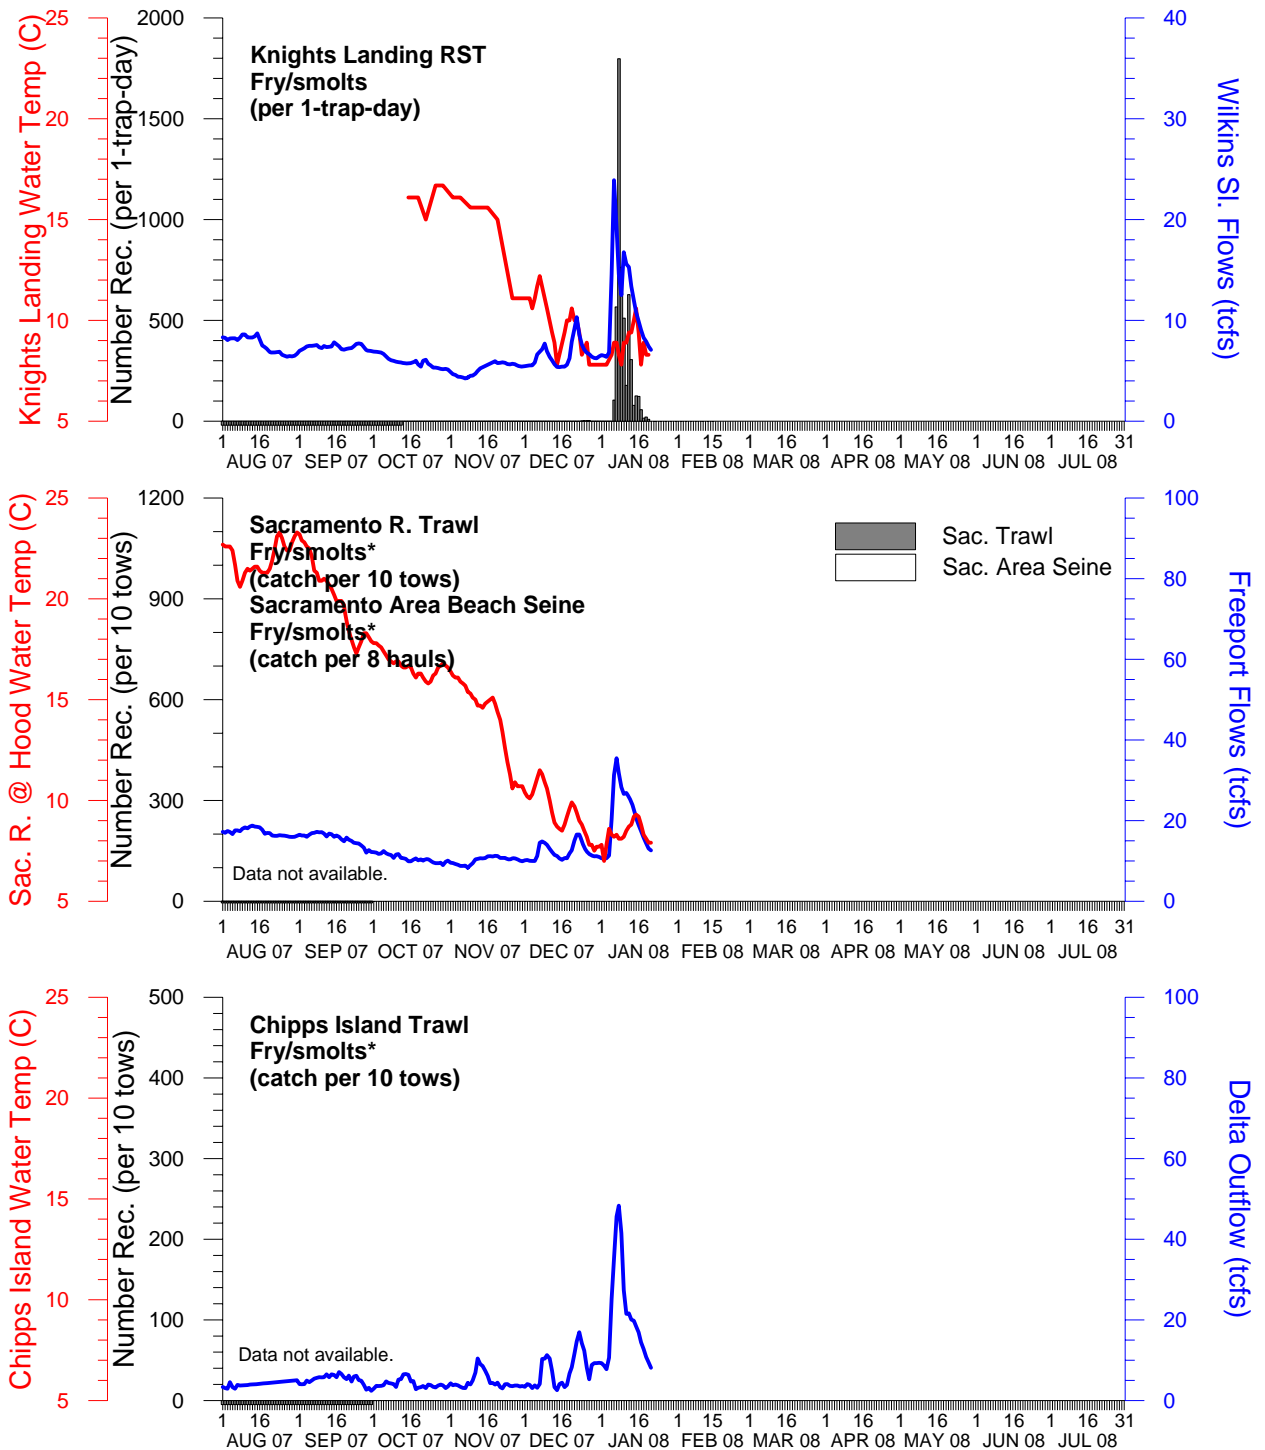 Knights Landing Water Temp (C)
25
20
15
10
5
Number Rec. (per 1-trap-day)
2000
1500
1000
500
0
Knights Landing RST
Fry/smolts
(per 1-trap-day)
40
30
20
10
0
Wilkins Sl. Flows (tcfs)
1 16 1 16 1 16 1 16 1 16 1 16 1 15 1 16 1 16 1 16 1 16 1 16 31
AUG 07 SEP 07 OCT 07 NOV 07 DEC 07 JAN 08 FEB 08 MAR 08 APR 08 MAY 08 JUN 08 JUL 08
Sac. R. @ Hood Water Temp (C)
25
20
15
10
5
Number Rec. (per 10 tows)
1200
900
600
300
0
Sacramento R. Trawl
Fry/smolts*
(catch per 10 tows)
Sacramento Area Beach Seine
Fry/smolts*
(catch per 8 hauls)
Sac. Trawl
Sac. Area Seine
Data not available.
100
80
60
40
20
0
Freeport Flows (tcfs)
1 16 1 16 1 16 1 16 1 16 1 16 1 15 1 16 1 16 1 16 1 16 1 16 31
AUG 07 SEP 07 OCT 07 NOV 07 DEC 07 JAN 08 FEB 08 MAR 08 APR 08 MAY 08 JUN 08 JUL 08
Chipps Island Water Temp (C)
25
20
15
10
5
Number Rec. (per 10 tows)
500
400
300
200
100
0
Chipps Island Trawl
Fry/smolts*
(catch per 10 tows)
Data not available.
100
80
60
40
20
0
Delta Outflow (tcfs)
1 16 1 16 1 16 1 16 1 16 1 16 1 15 1 16 1 16 1 16 1 16 1 16 31
AUG 07 SEP 07 OCT 07 NOV 07 DEC 07 JAN 08 FEB 08 MAR 08 APR 08 MAY 08 JUN 08 JUL 08